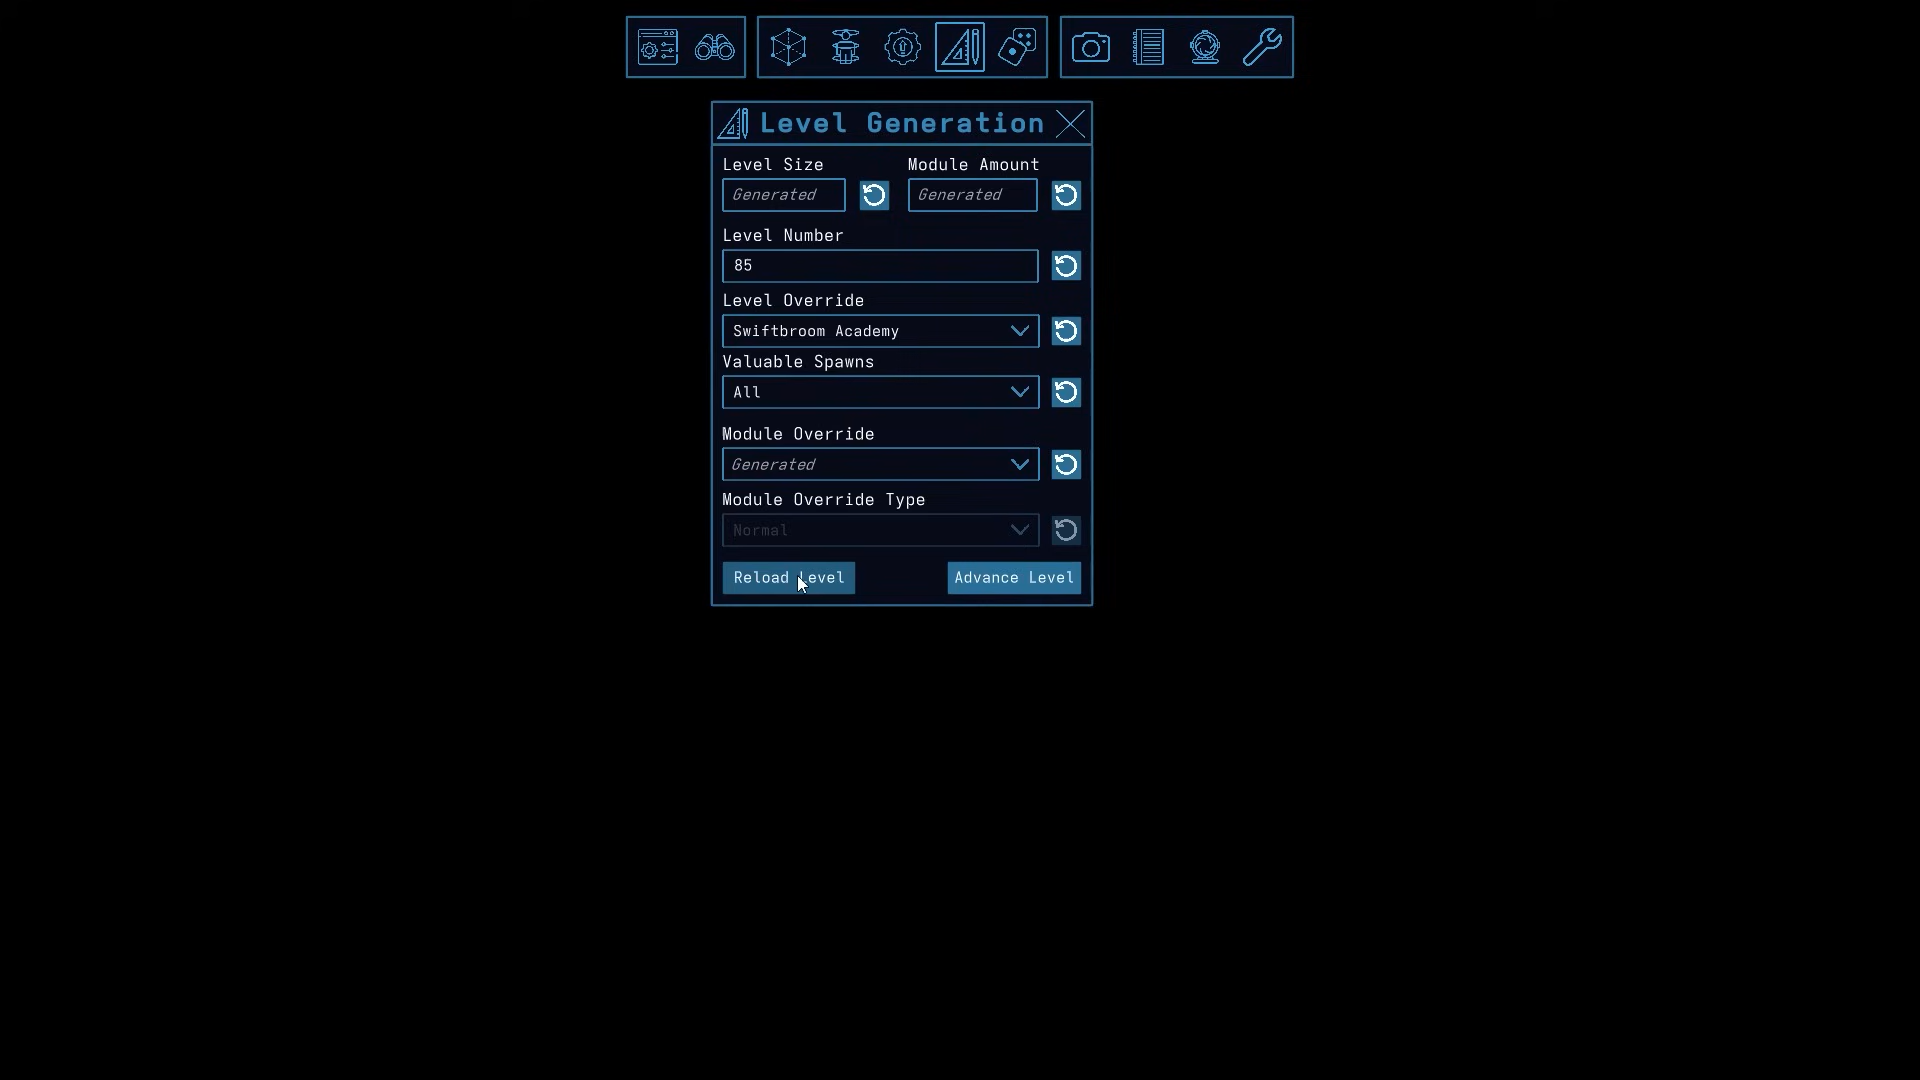 Level Generation
Level Size Module Amount
Generated Generated
Level Number
85
Level Override
Swiftbroom Academy
Valuable Spawns
All
Module Override
Generated
Module Override Type
Normal
Reload Level Advance Level